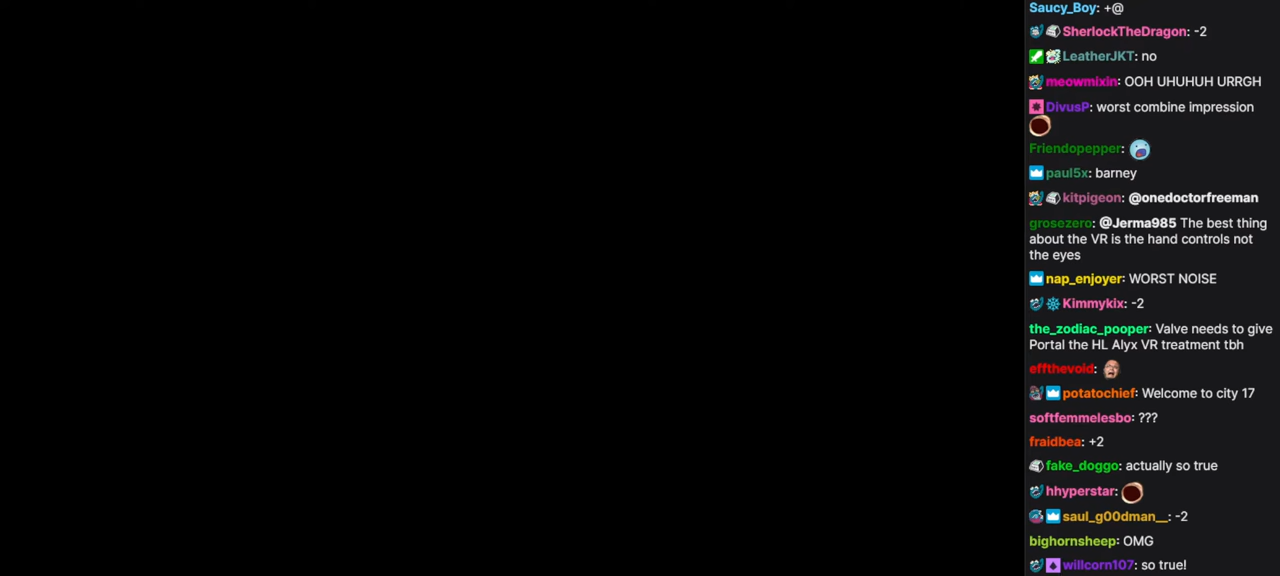 Saucy_Boy: +@
SherlockTheDragon: -2
LeatherJKT: no
meowmixin: OOH UHUHUH URRGH
DivusP: worst combine impression
Friendopepper:
paul5x: barney
kitpigeon: @onedoctorfreeman
grosezero: @Jerma985 The best thing
about the VR is the hand controls not
the eyes
nap_enjoyer: WORST NOISE
Kimmykix: -2
the_zodiac_pooper: Valve needs to give
Portal the HL Alyx VR treatment tbh
effthevoid:
potatochief: Welcome to city 17
softfemmelesbo: ???
fraidbea: +2
fake_doggo: actually so true
hhyperstar:
saul_g00dman__: -2
bighornsheep: OMG
willcorn107: so true!